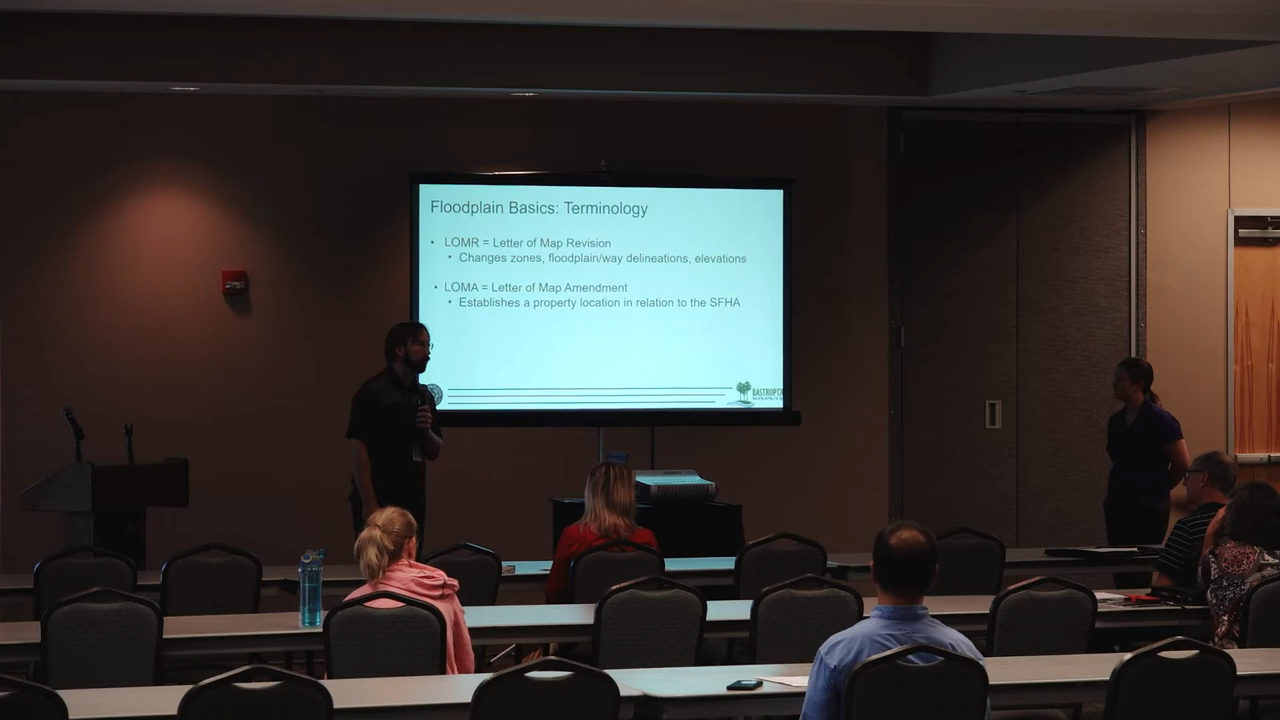 Floodplain Basics: Terminology
• LOMR = Letter of Map Revision
• Changes zones, floodplain/way delineations, elevations
• LOMA = Letter of Map Amendment
• Establishes a property location in relation to the SFHA
BASTROPTX